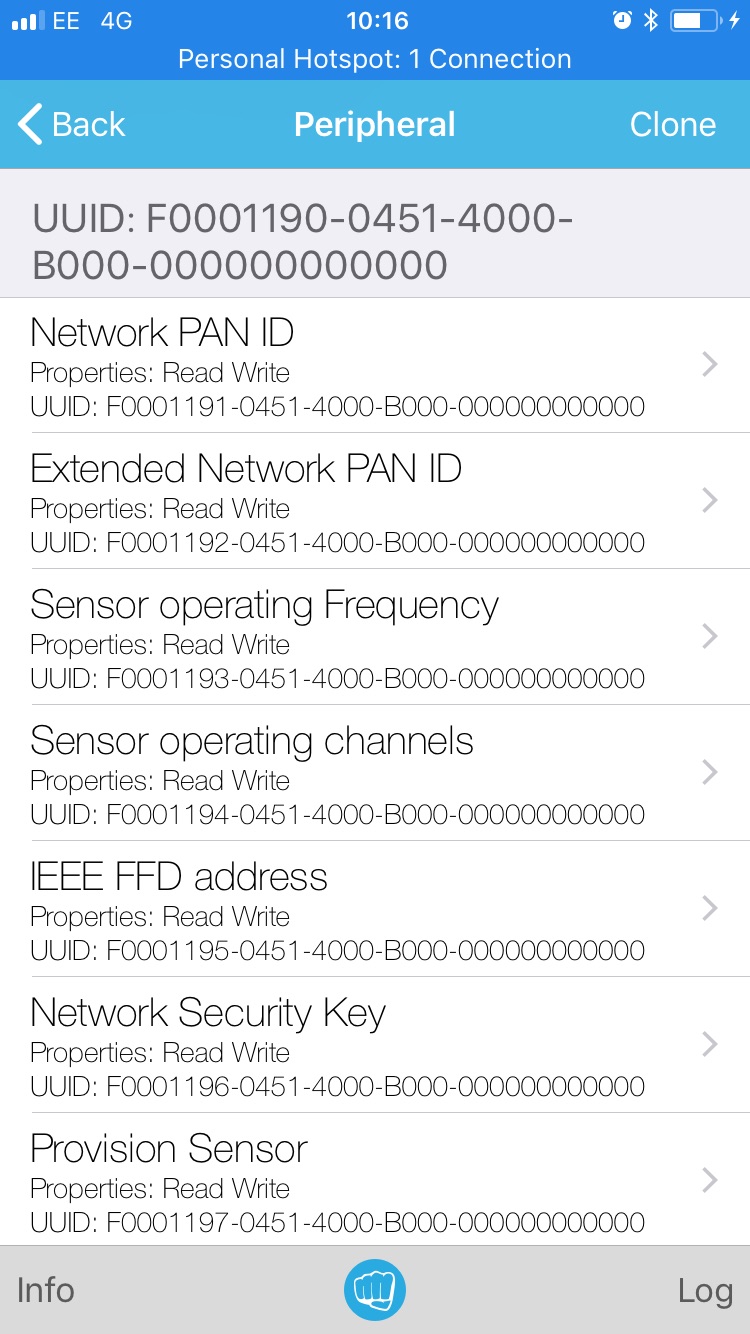 EE 4G 10:16
Personal Hotspot: 1 Connection
Back Peripheral Clone
UUID: F0001190-0451-4000-
B000-000000000000
Network PAN ID
Properties: Read Write
UUID: F0001191-0451-4000-B000-000000000000
Extended Network PAN ID
Properties: Read Write
UUID: F0001192-0451-4000-B000-000000000000
Sensor operating Frequency
Properties: Read Write
UUID: F0001193-0451-4000-B000-000000000000
Sensor operating channels
Properties: Read Write
UUID: F0001194-0451-4000-B000-000000000000
IEEE FFD address
Properties: Read Write
UUID: F0001195-0451-4000-B000-000000000000
Network Security Key
Properties: Read Write
UUID: F0001196-0451-4000-B000-000000000000
Provision Sensor
Properties: Read Write
UUID: F0001197-0451-4000-B000-000000000000
Info Log